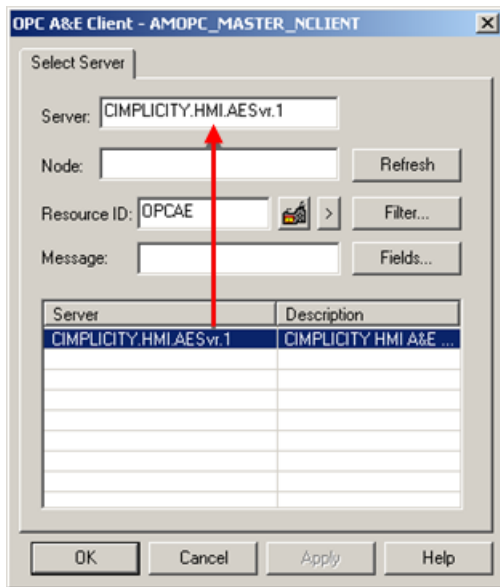 OPC A&E Client - AMOPC_MASTER_NCLIENT
Select Server
Server: CIMPLICITY.HMI.AESvr.1
Node: Refresh
Resource ID: OPCAE > Filter...
Message: Fields...
Server Description
CIMPLICITY.HMI.AESvr.1 CIMPLICITY HMI A&E ...
OK Cancel Apply Help